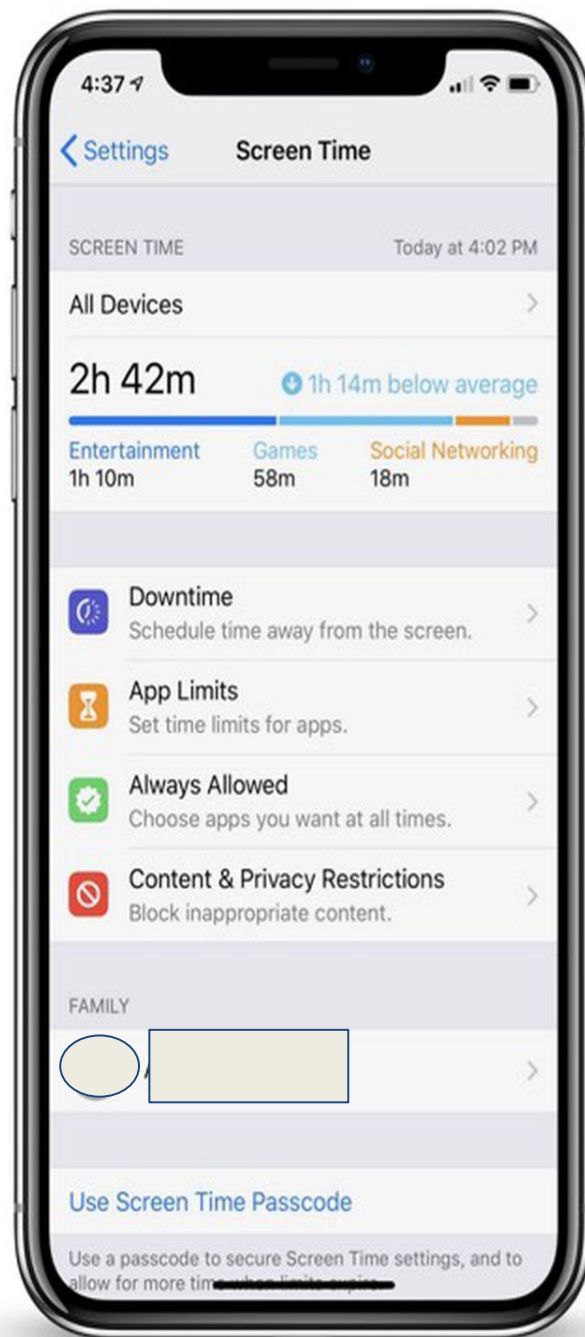 4:37
Settings Screen Time
SCREEN TIME Today at 4:02 PM
All Devices
2h 42m 1h 14m below average
Entertainment Games Social Networking
1h 10m 58m 18m
Downtime
Schedule time away from the screen.
App Limits
Set time limits for apps.
Always Allowed
Choose apps you want at all times.
Content & Privacy Restrictions
Block inappropriate content.
FAMILY
Use Screen Time Passcode
Use a passcode to secure Screen Time settings, and to
allow for more time when limits expire.